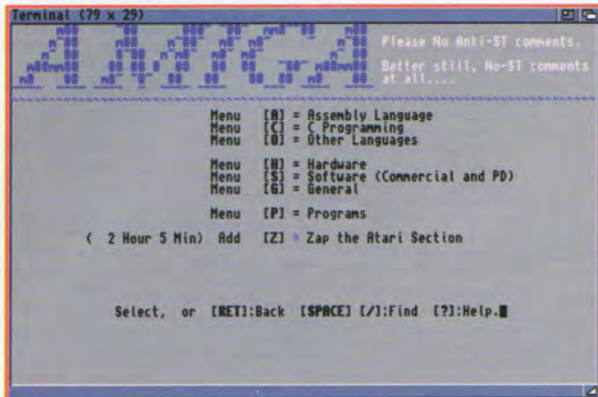 Terminal (79 x 29)
AMIGA
Please No Anti-ST comments.
Better still, No-ST comments
at all....
Menu [A] = Assembly Language
Menu [C] = C Programming
Menu [O] = Other Languages
Menu [H] = Hardware
Menu [S] = Software (Commercial and PD)
Menu [G] = General
Menu [P] = Programs
( 2 Hour 5 Min) Add [Z] * Zap the Atari Section
Select, or [RET]:Back [SPACE] [/]:Find [?]:Help.